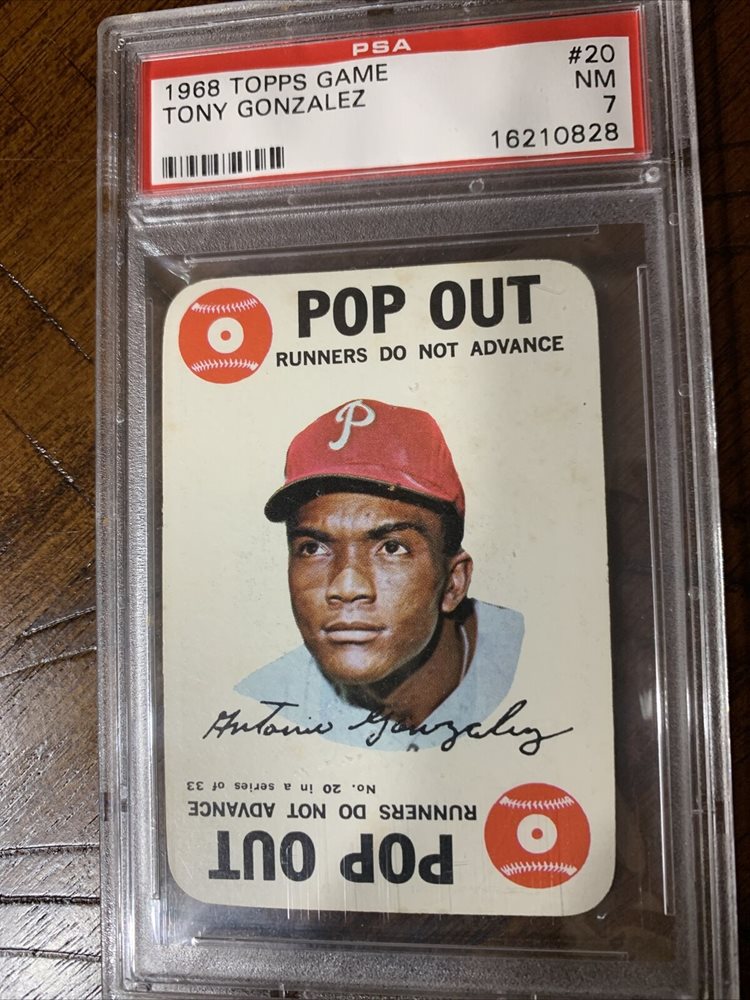 PSA
1968 TOPPS GAME #20
TONY GONZALEZ NM
7
16210828
POP OUT
RUNNERS DO NOT ADVANCE
P
Antonio Gonzalez
No. 20 in a series of 33
RUNNERS DO NOT ADVANCE
POP OUT